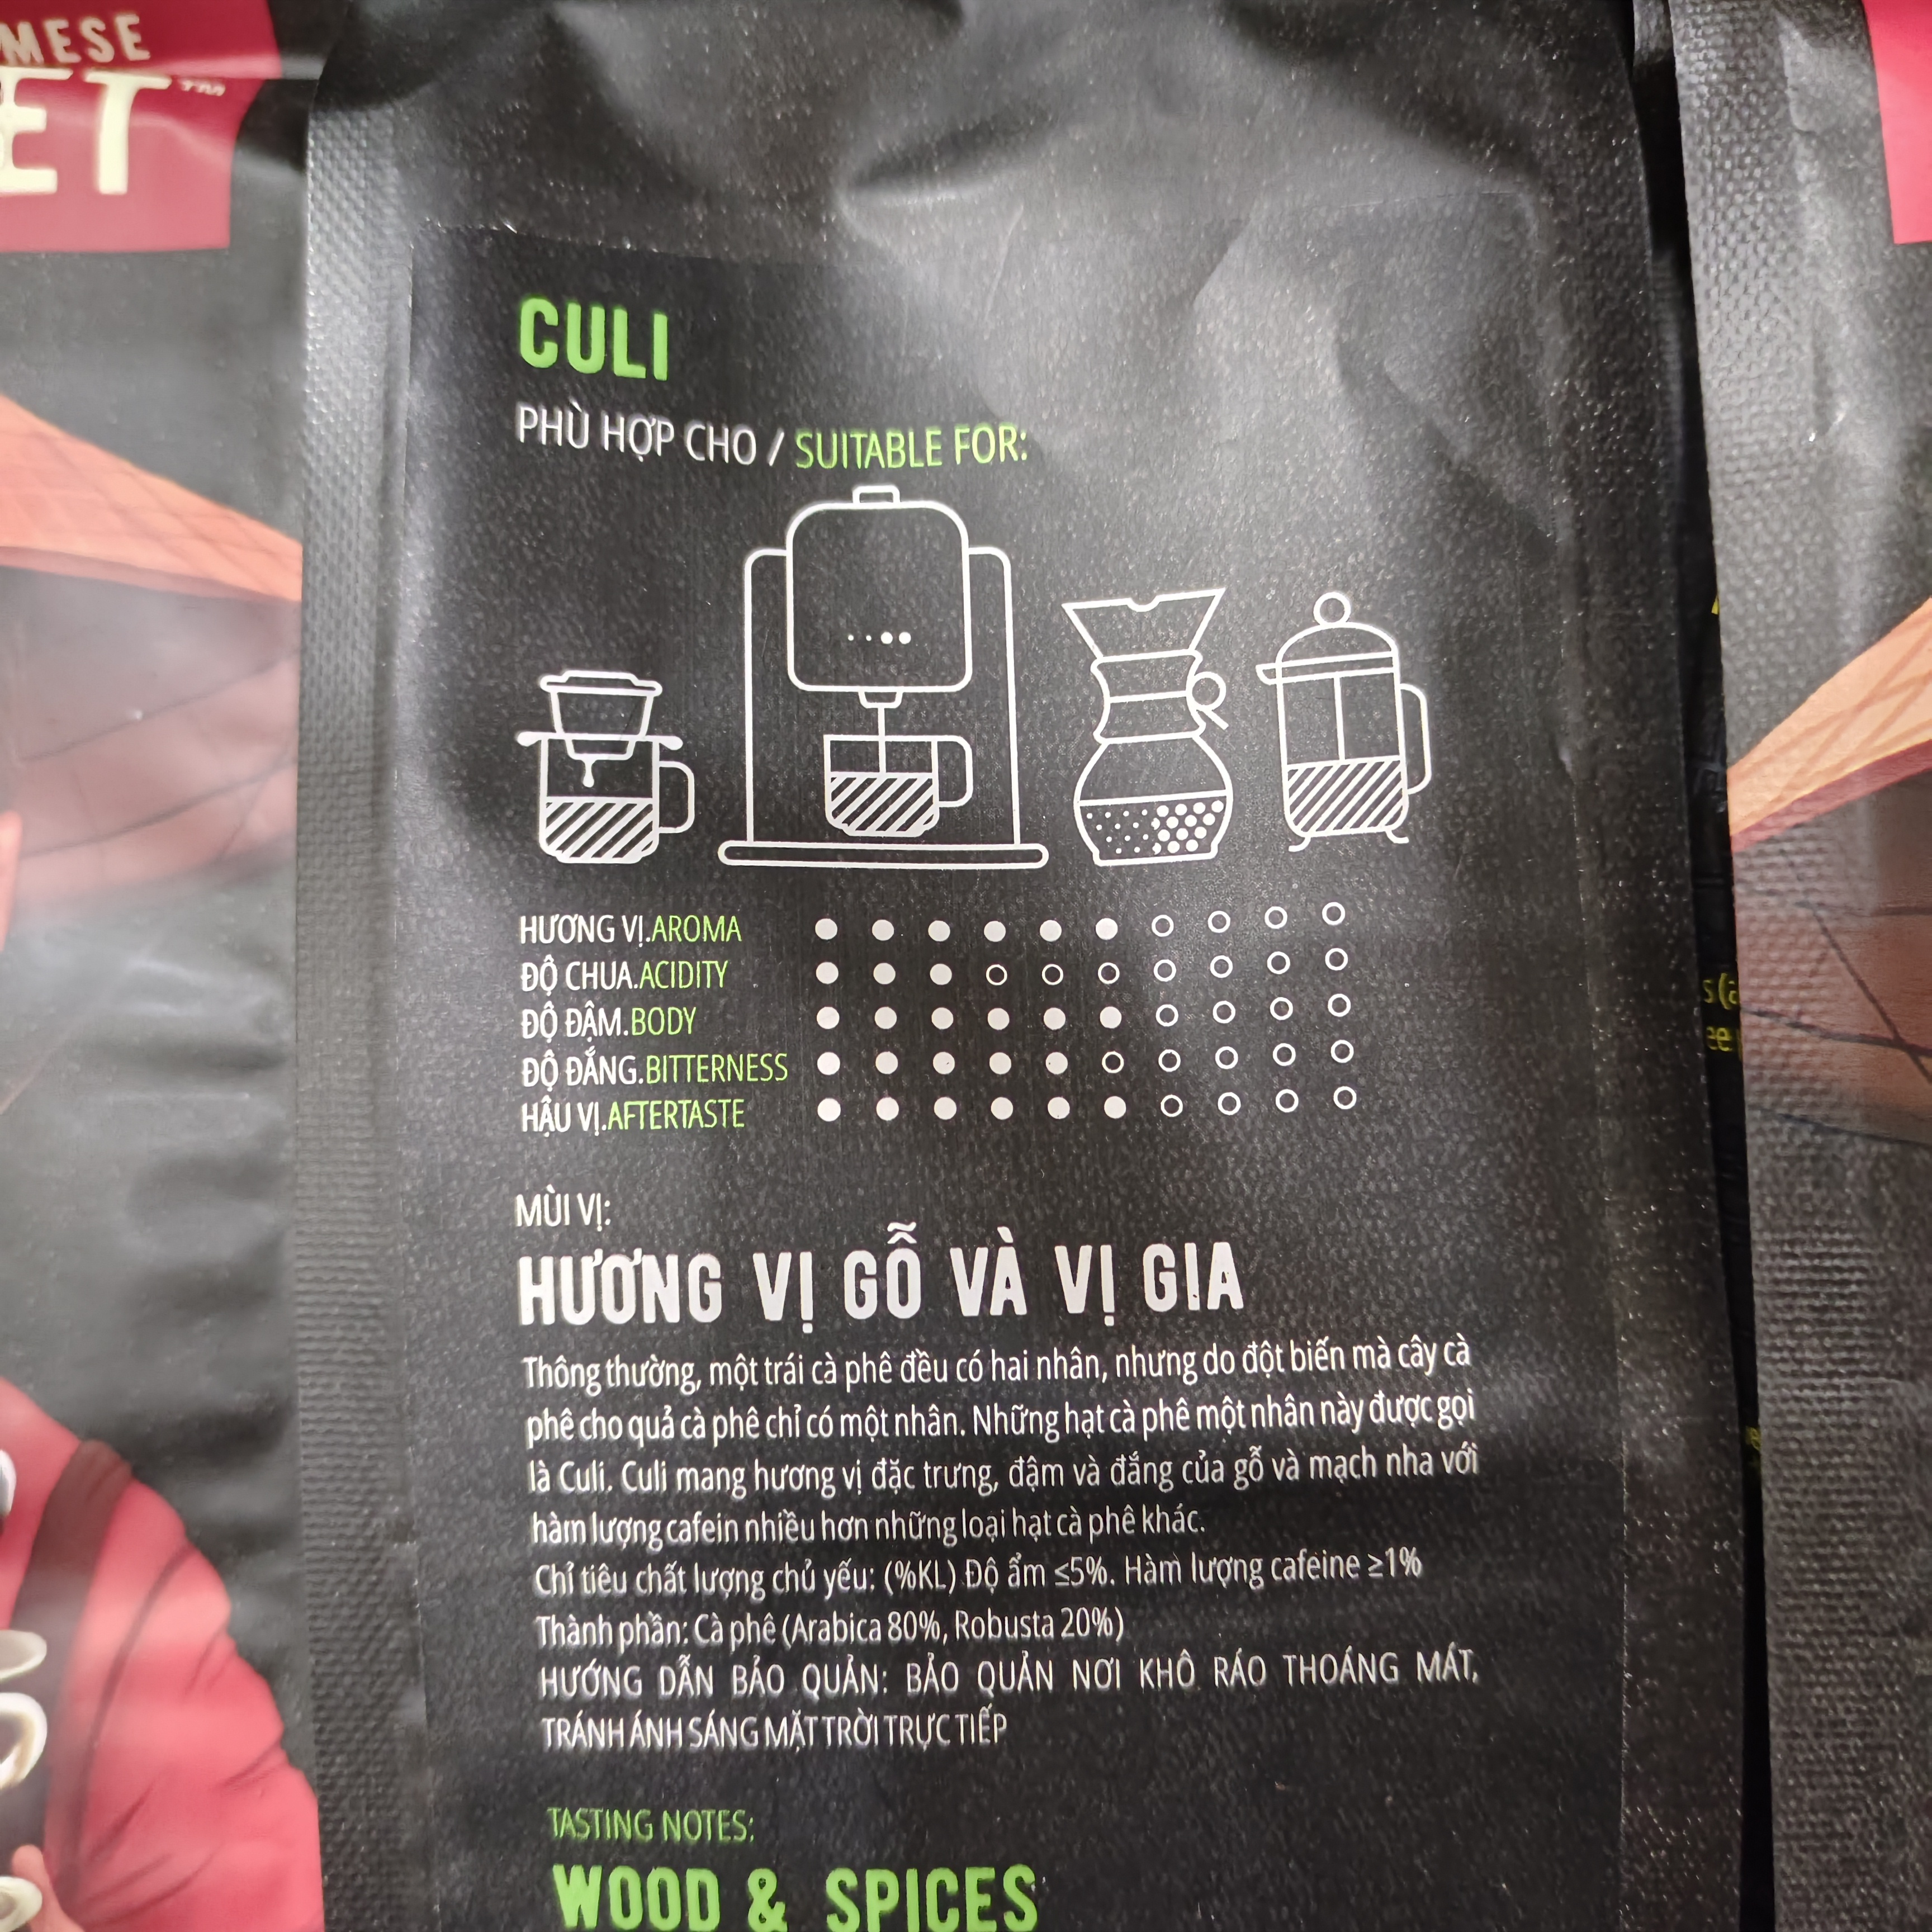 MESE
ET™
CULI
PHÙ HỢP CHO / SUITABLE FOR:
HƯƠNG VỊ.AROMA
ĐỘ CHUA.ACIDITY
ĐỘ ĐẬM.BODY
ĐỘ ĐẮNG.BITTERNESS
HẬU VỊ.AFTERTASTE
MÙI VỊ:
HƯƠNG VỊ GỖ VÀ VỊ GIA
Thông thường, một trái cà phê đều có hai nhân, nhưng do đột biến mà cây cà
phê cho quả cà phê chỉ có một nhân. Những hạt cà phê một nhân này được gọi
là Culi. Culi mang hương vị đặc trưng, đậm và đắng của gỗ và mạch nha với
hàm lượng cafein nhiều hơn những loại hạt cà phê khác.
Chỉ tiêu chất lượng chủ yếu: (%KL) Độ ẩm ≤5%. Hàm lượng cafeine ≥1%
Thành phần: Cà phê (Arabica 80%, Robusta 20%)
HƯỚNG DẪN BẢO QUẢN: BẢO QUẢN NƠI KHÔ RÁO THOÁNG MÁT,
TRÁNH ÁNH SÁNG MẶT TRỜI TRỰC TIẾP
TASTING NOTES:
WOOD & SPICES